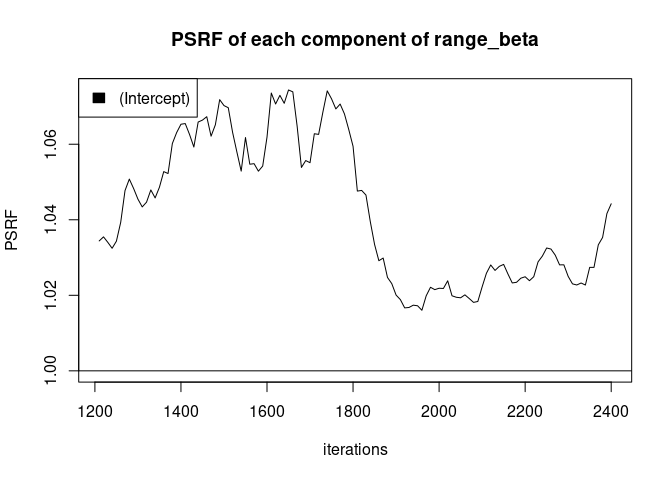 PSRF of each component of range_beta
(Intercept)
PSRF
1.06
1.04
1.02
1.00
1200 1400 1600 1800 2000 2200 2400
iterations